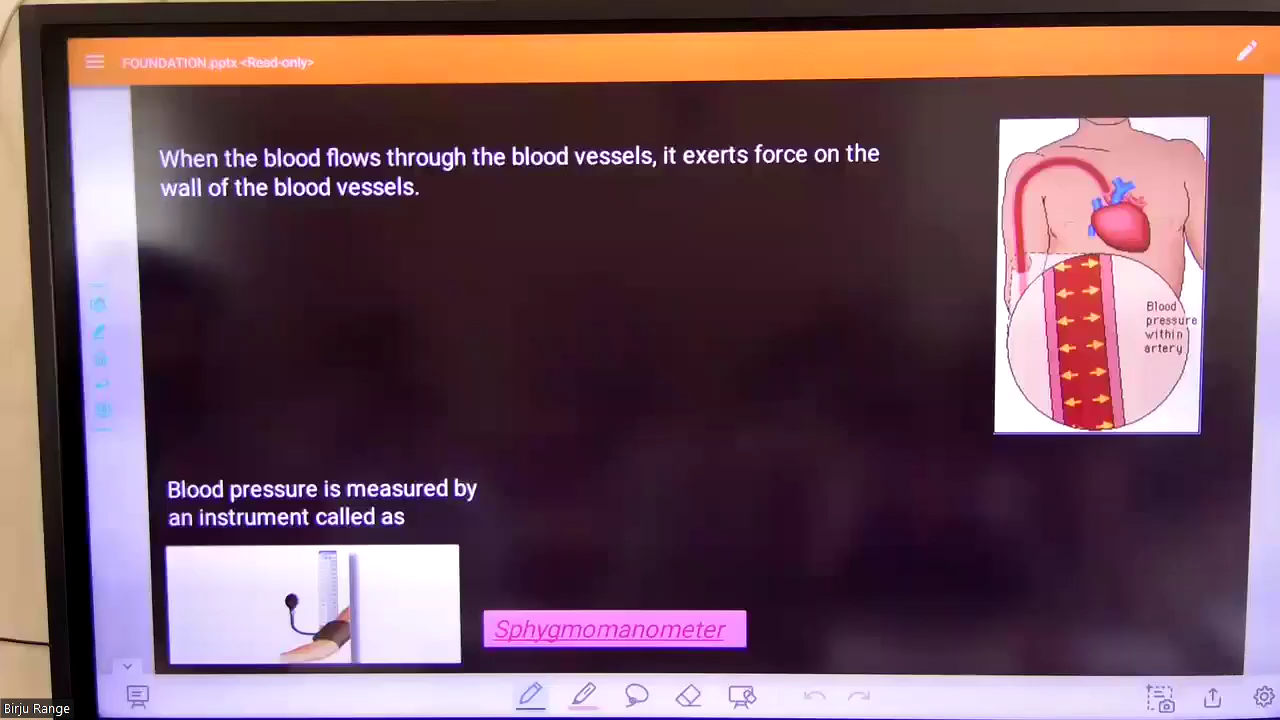 FOUNDATION.pptx <Read-only>
When the blood flows through the blood vessels, it exerts force on the
wall of the blood vessels.
Blood
pressure
within
artery
Blood pressure is measured by
an instrument called as
Sphygmomanometer
Birju Range